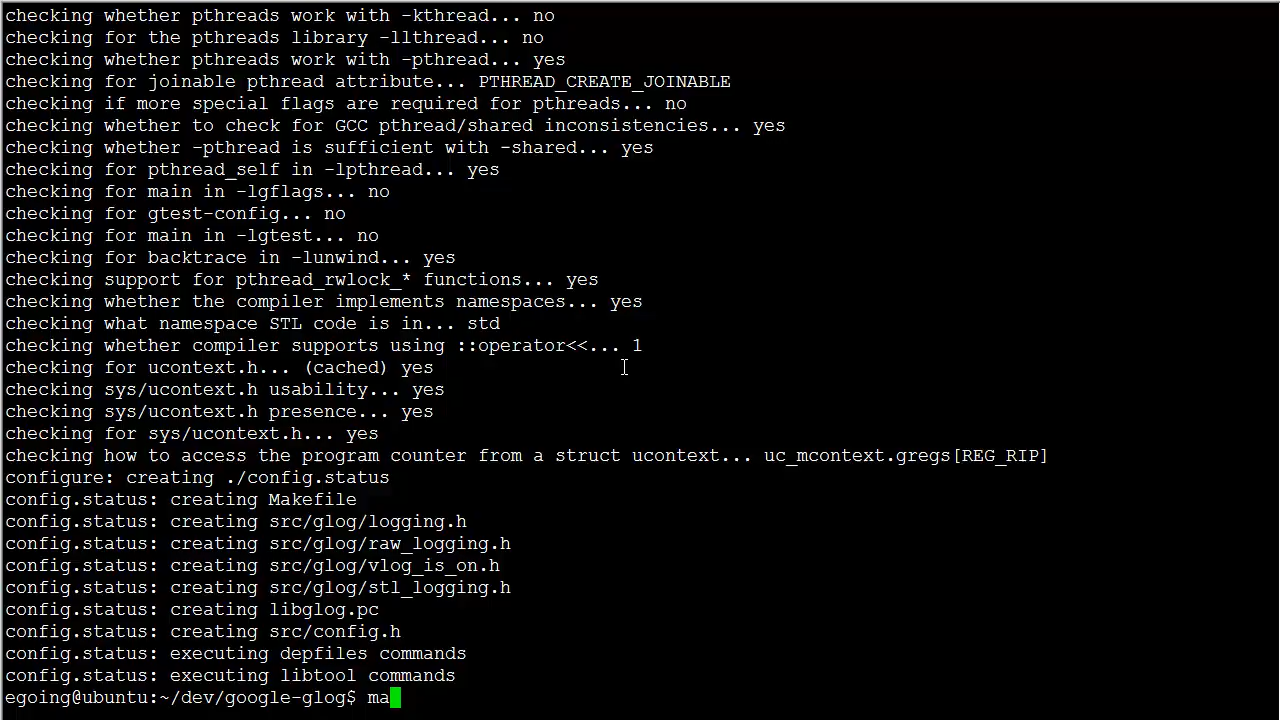 checking whether pthreads work with -kthread... no
checking for the pthreads library -llthread... no
checking whether pthreads work with -pthread... yes
checking for joinable pthread attribute... PTHREAD_CREATE_JOINABLE
checking if more special flags are required for pthreads... no
checking whether to check for GCC pthread/shared inconsistencies... yes
checking whether -pthread is sufficient with -shared... yes
checking for pthread_self in -lpthread... yes
checking for main in -lgflags... no
checking for gtest-config... no
checking for main in -lgtest... no
checking for backtrace in -lunwind... yes
checking support for pthread_rwlock_* functions... yes
checking whether the compiler implements namespaces... yes
checking what namespace STL code is in... std
checking whether compiler supports using ::operator<<... 1
checking for ucontext.h... (cached) yes
checking sys/ucontext.h usability... yes
checking sys/ucontext.h presence... yes
checking for sys/ucontext.h... yes
checking how to access the program counter from a struct ucontext... uc_mcontext.gregs[REG_RIP]
configure: creating ./config.status
config.status: creating Makefile
config.status: creating src/glog/logging.h
config.status: creating src/glog/raw_logging.h
config.status: creating src/glog/vlog_is_on.h
config.status: creating src/glog/stl_logging.h
config.status: creating libglog.pc
config.status: creating src/config.h
config.status: executing depfiles commands
config.status: executing libtool commands
egoing@ubuntu:~/dev/google-glog$ ma